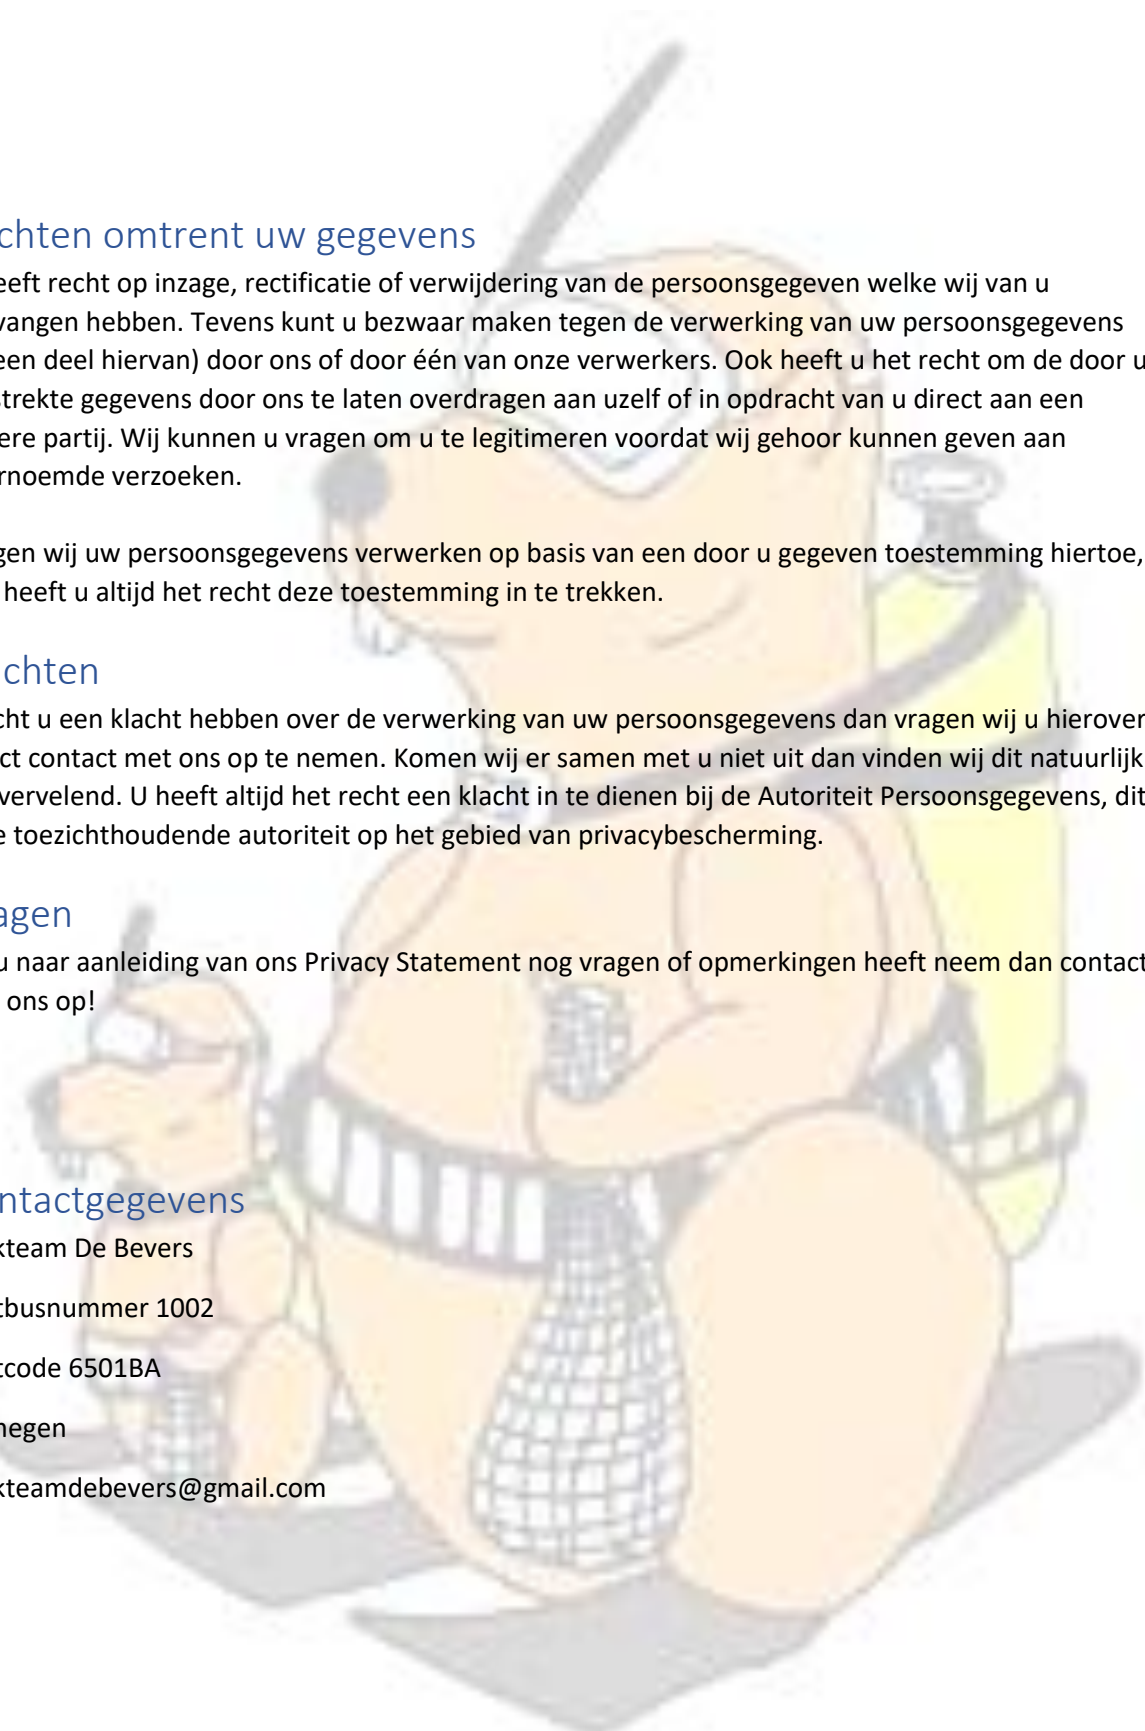 chten omtrent uw gegevens
eeft recht op inzage, rectificatie of verwijdering van de persoonsgegeven welke wij van u
vangen hebben. Tevens kunt u bezwaar maken tegen de verwerking van uw persoonsgegevens
een deel hiervan) door ons of door één van onze verwerkers. Ook heeft u het recht om de door u
strekte gegevens door ons te laten overdragen aan uzelf of in opdracht van u direct aan een
ere partij. Wij kunnen u vragen om u te legitimeren voordat wij gehoor kunnen geven aan
rnoemde verzoeken.
gen wij uw persoonsgegevens verwerken op basis van een door u gegeven toestemming hiertoe,
heeft u altijd het recht deze toestemming in te trekken.
chten
cht u een klacht hebben over de verwerking van uw persoonsgegevens dan vragen wij u hierover
ct contact met ons op te nemen. Komen wij er samen met u niet uit dan vinden wij dit natuurlijk
vervelend. U heeft altijd het recht een klacht in te dienen bij de Autoriteit Persoonsgegevens, dit
e toezichthoudende autoriteit op het gebied van privacybescherming.
agen
u naar aanleiding van ons Privacy Statement nog vragen of opmerkingen heeft neem dan contact
ons op!
ntactgegevens
kteam De Bevers
tbusnummer 1002
tcode 6501BA
negen
kteamdebevers@gmail.com